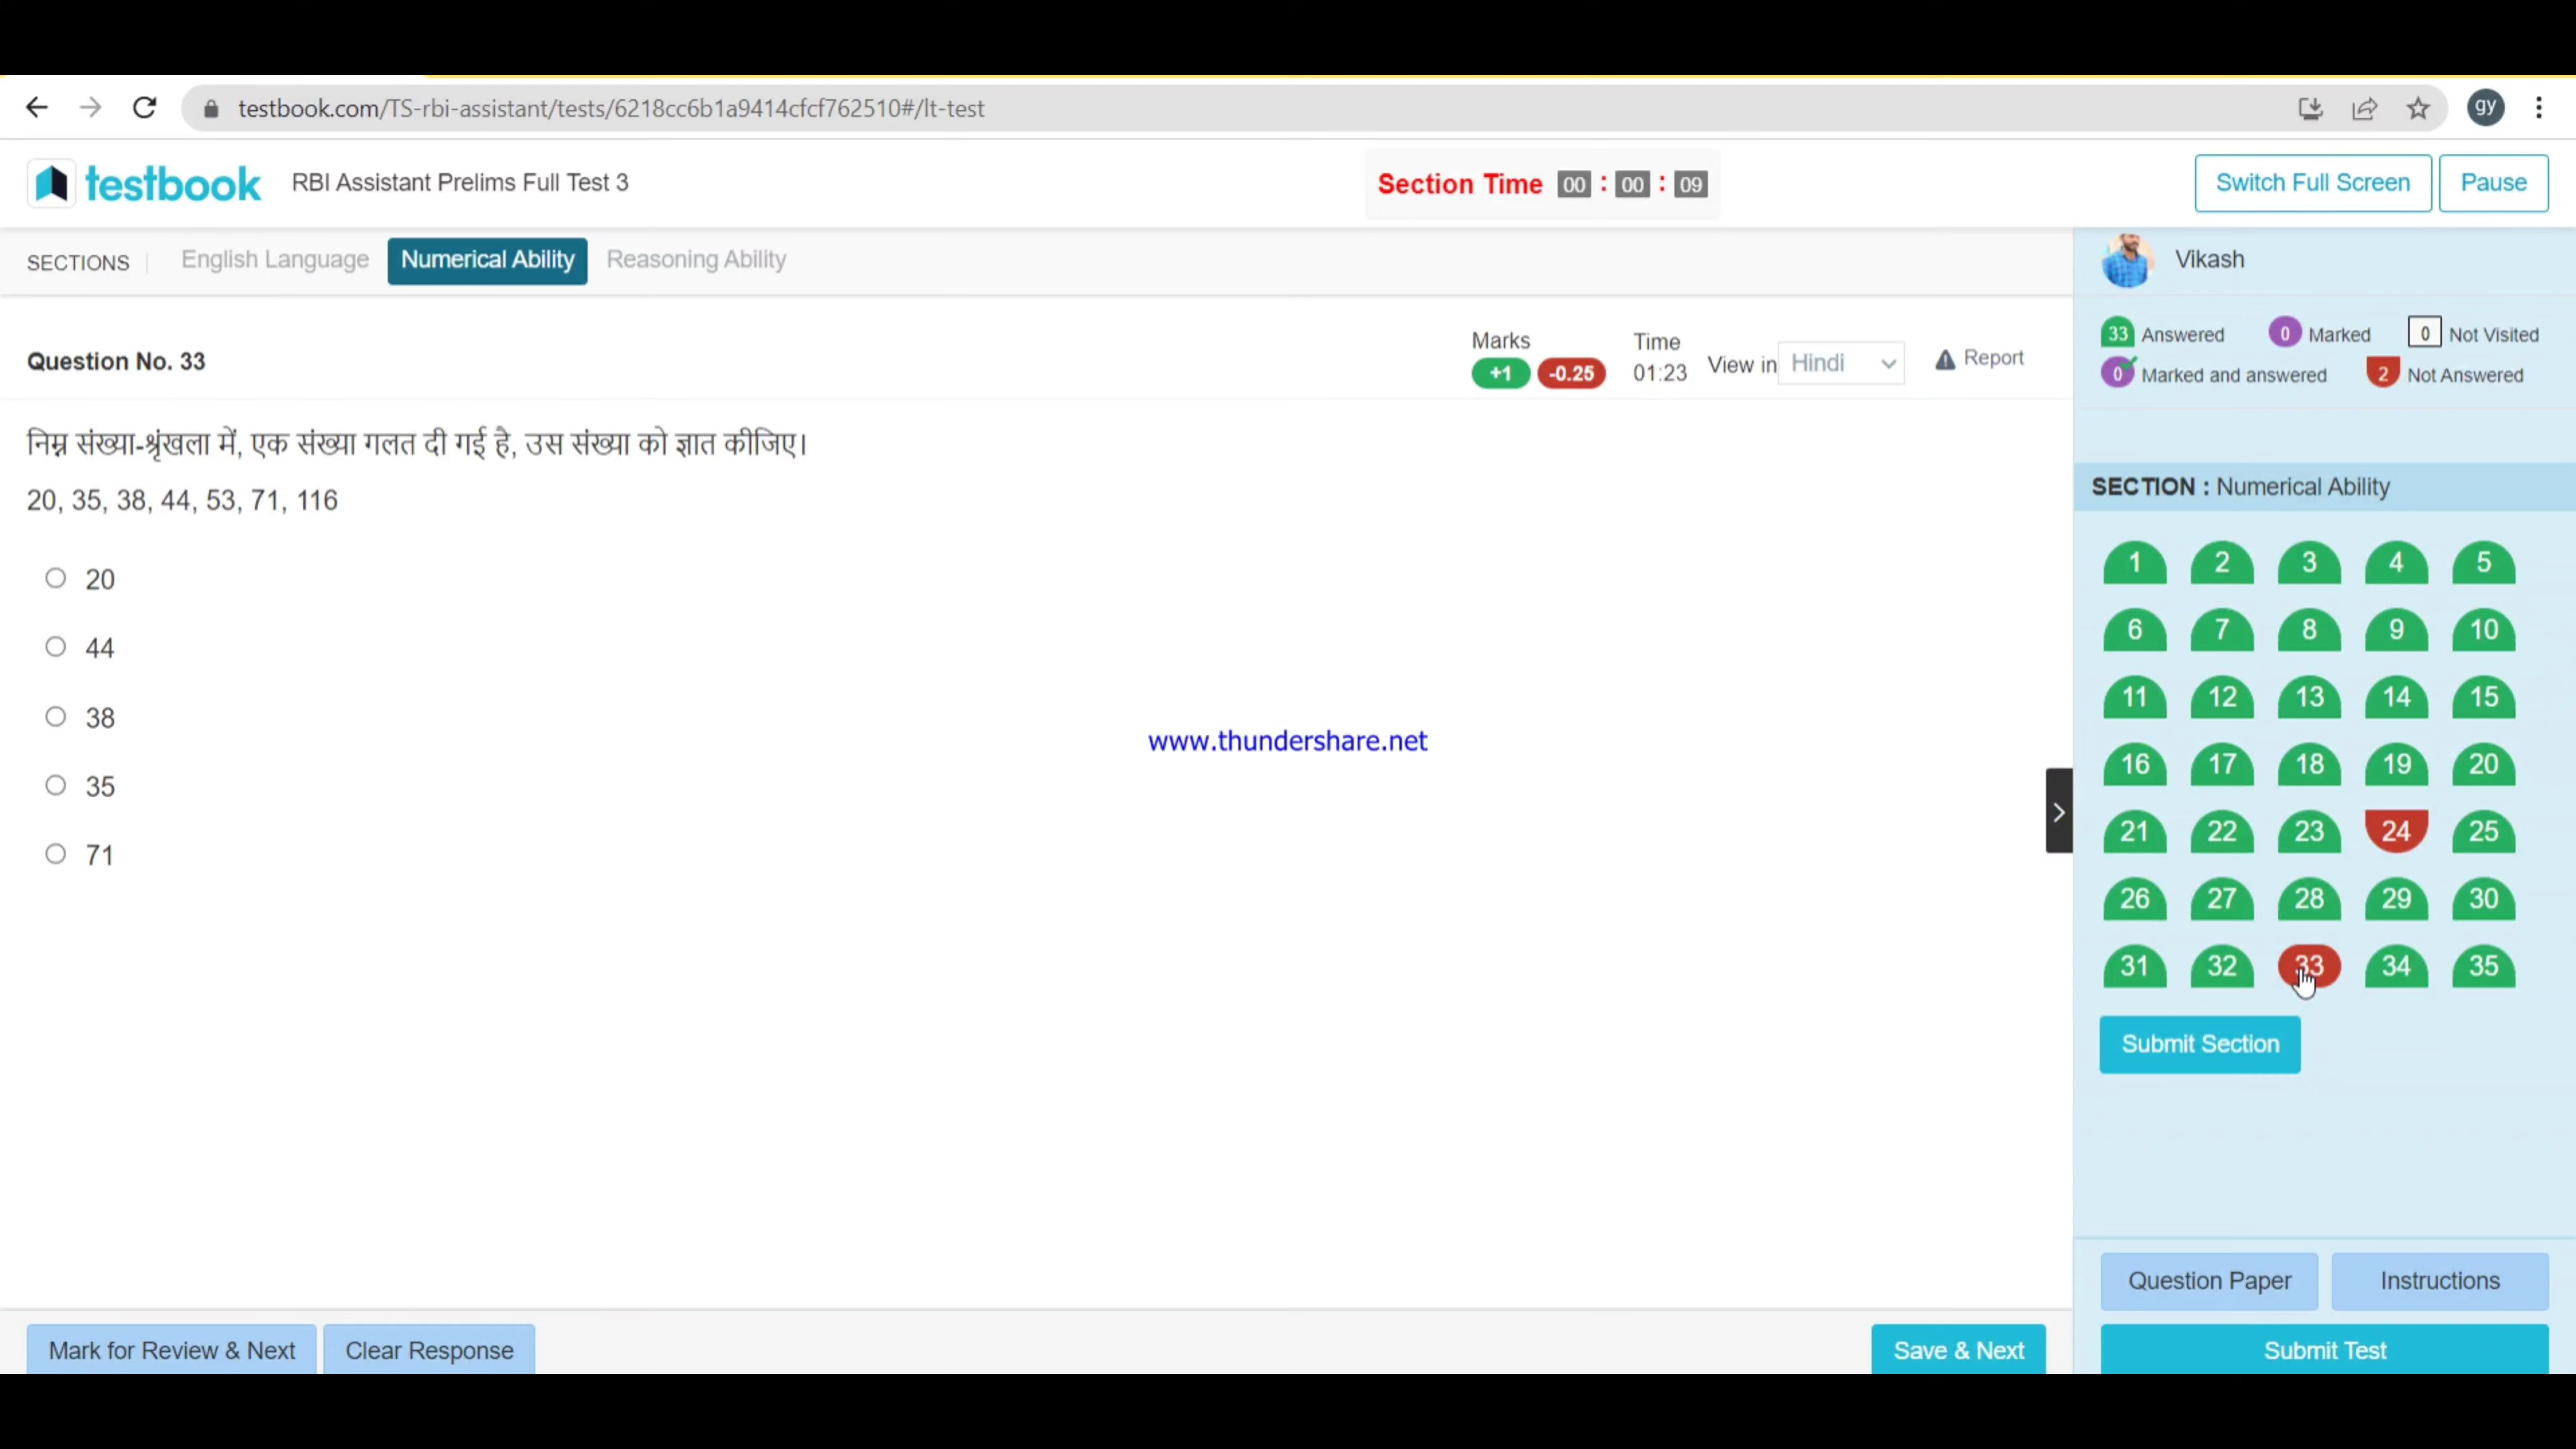 testbook.com/TS-rbi-assistant/tests/6218cc6b1a9414cfcf762510#/lt-test
gy
testbook
RBI Assistant Prelims Full Test 3
Section Time 00 : 00 : 09
Switch Full Screen
Pause
SECTIONS
English Language
Numerical Ability
Reasoning Ability
Vikash
33 Answered
0 Marked
0 Not Visited
0 Marked and answered
2 Not Answered
Question No. 33
Marks
+1 -0.25
Time
01:23
View in Hindi
Report
निम्न संख्या-श्रृंखला में, एक संख्या गलत दी गई है, उस संख्या को ज्ञात कीजिए।
20, 35, 38, 44, 53, 71, 116
20
44
38
35
71
www.thundershare.net
SECTION : Numerical Ability
1 2 3 4 5
6 7 8 9 10
11 12 13 14 15
16 17 18 19 20
21 22 23 24 25
26 27 28 29 30
31 32 33 34 35
Submit Section
Question Paper
Instructions
Mark for Review & Next
Clear Response
Save & Next
Submit Test